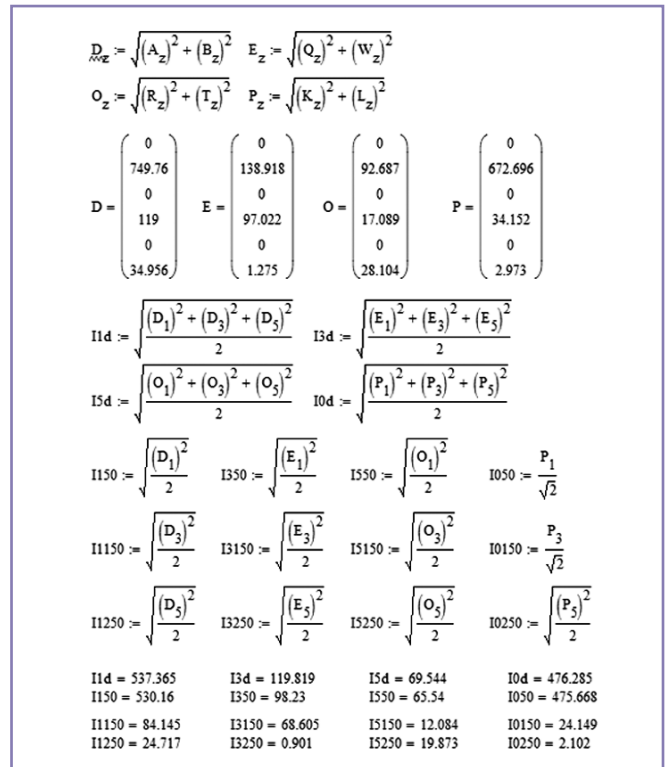 D_z := √((A_z)² + (B_z)²) E_z := √((Q_z)² + (W_z)²)
O_z := √((R_z)² + (T_z)²) P_z := √((K_z)² + (L_z)²)
0 0 0 0
749.76 138.918 92.687 672.696
0 0 0 0
D = E = O = P =
119 97.022 17.089 34.152
0 0 0 0
34.956 1.275 28.104 2.973
I1d := √(((D_1)² + (D_3)² + (D_5)²)/2) I3d := √(((E_1)² + (E_3)² + (E_5)²)/2)
I5d := √(((O_1)² + (O_3)² + (O_5)²)/2) I0d := √(((P_1)² + (P_3)² + (P_5)²)/2)
I150 := √((D_1)²/2) I350 := √((E_1)²/2) I550 := √((O_1)²/2) I050 := P_1/√2
I1150 := √((D_3)²/2) I3150 := √((E_3)²/2) I5150 := √((O_3)²/2) I0150 := P_3/√2
I1250 := √((D_5)²/2) I3250 := √((E_5)²/2) I5250 := √((O_5)²/2) I0250 := √((P_5)²/2)
I1d = 537.365 I3d = 119.819 I5d = 69.544 I0d = 476.285
I150 = 530.16 I350 = 98.23 I550 = 65.54 I050 = 475.668
I1150 = 84.145 I3150 = 68.605 I5150 = 12.084 I0150 = 24.149
I1250 = 24.717 I3250 = 0.901 I5250 = 19.873 I0250 = 2.102